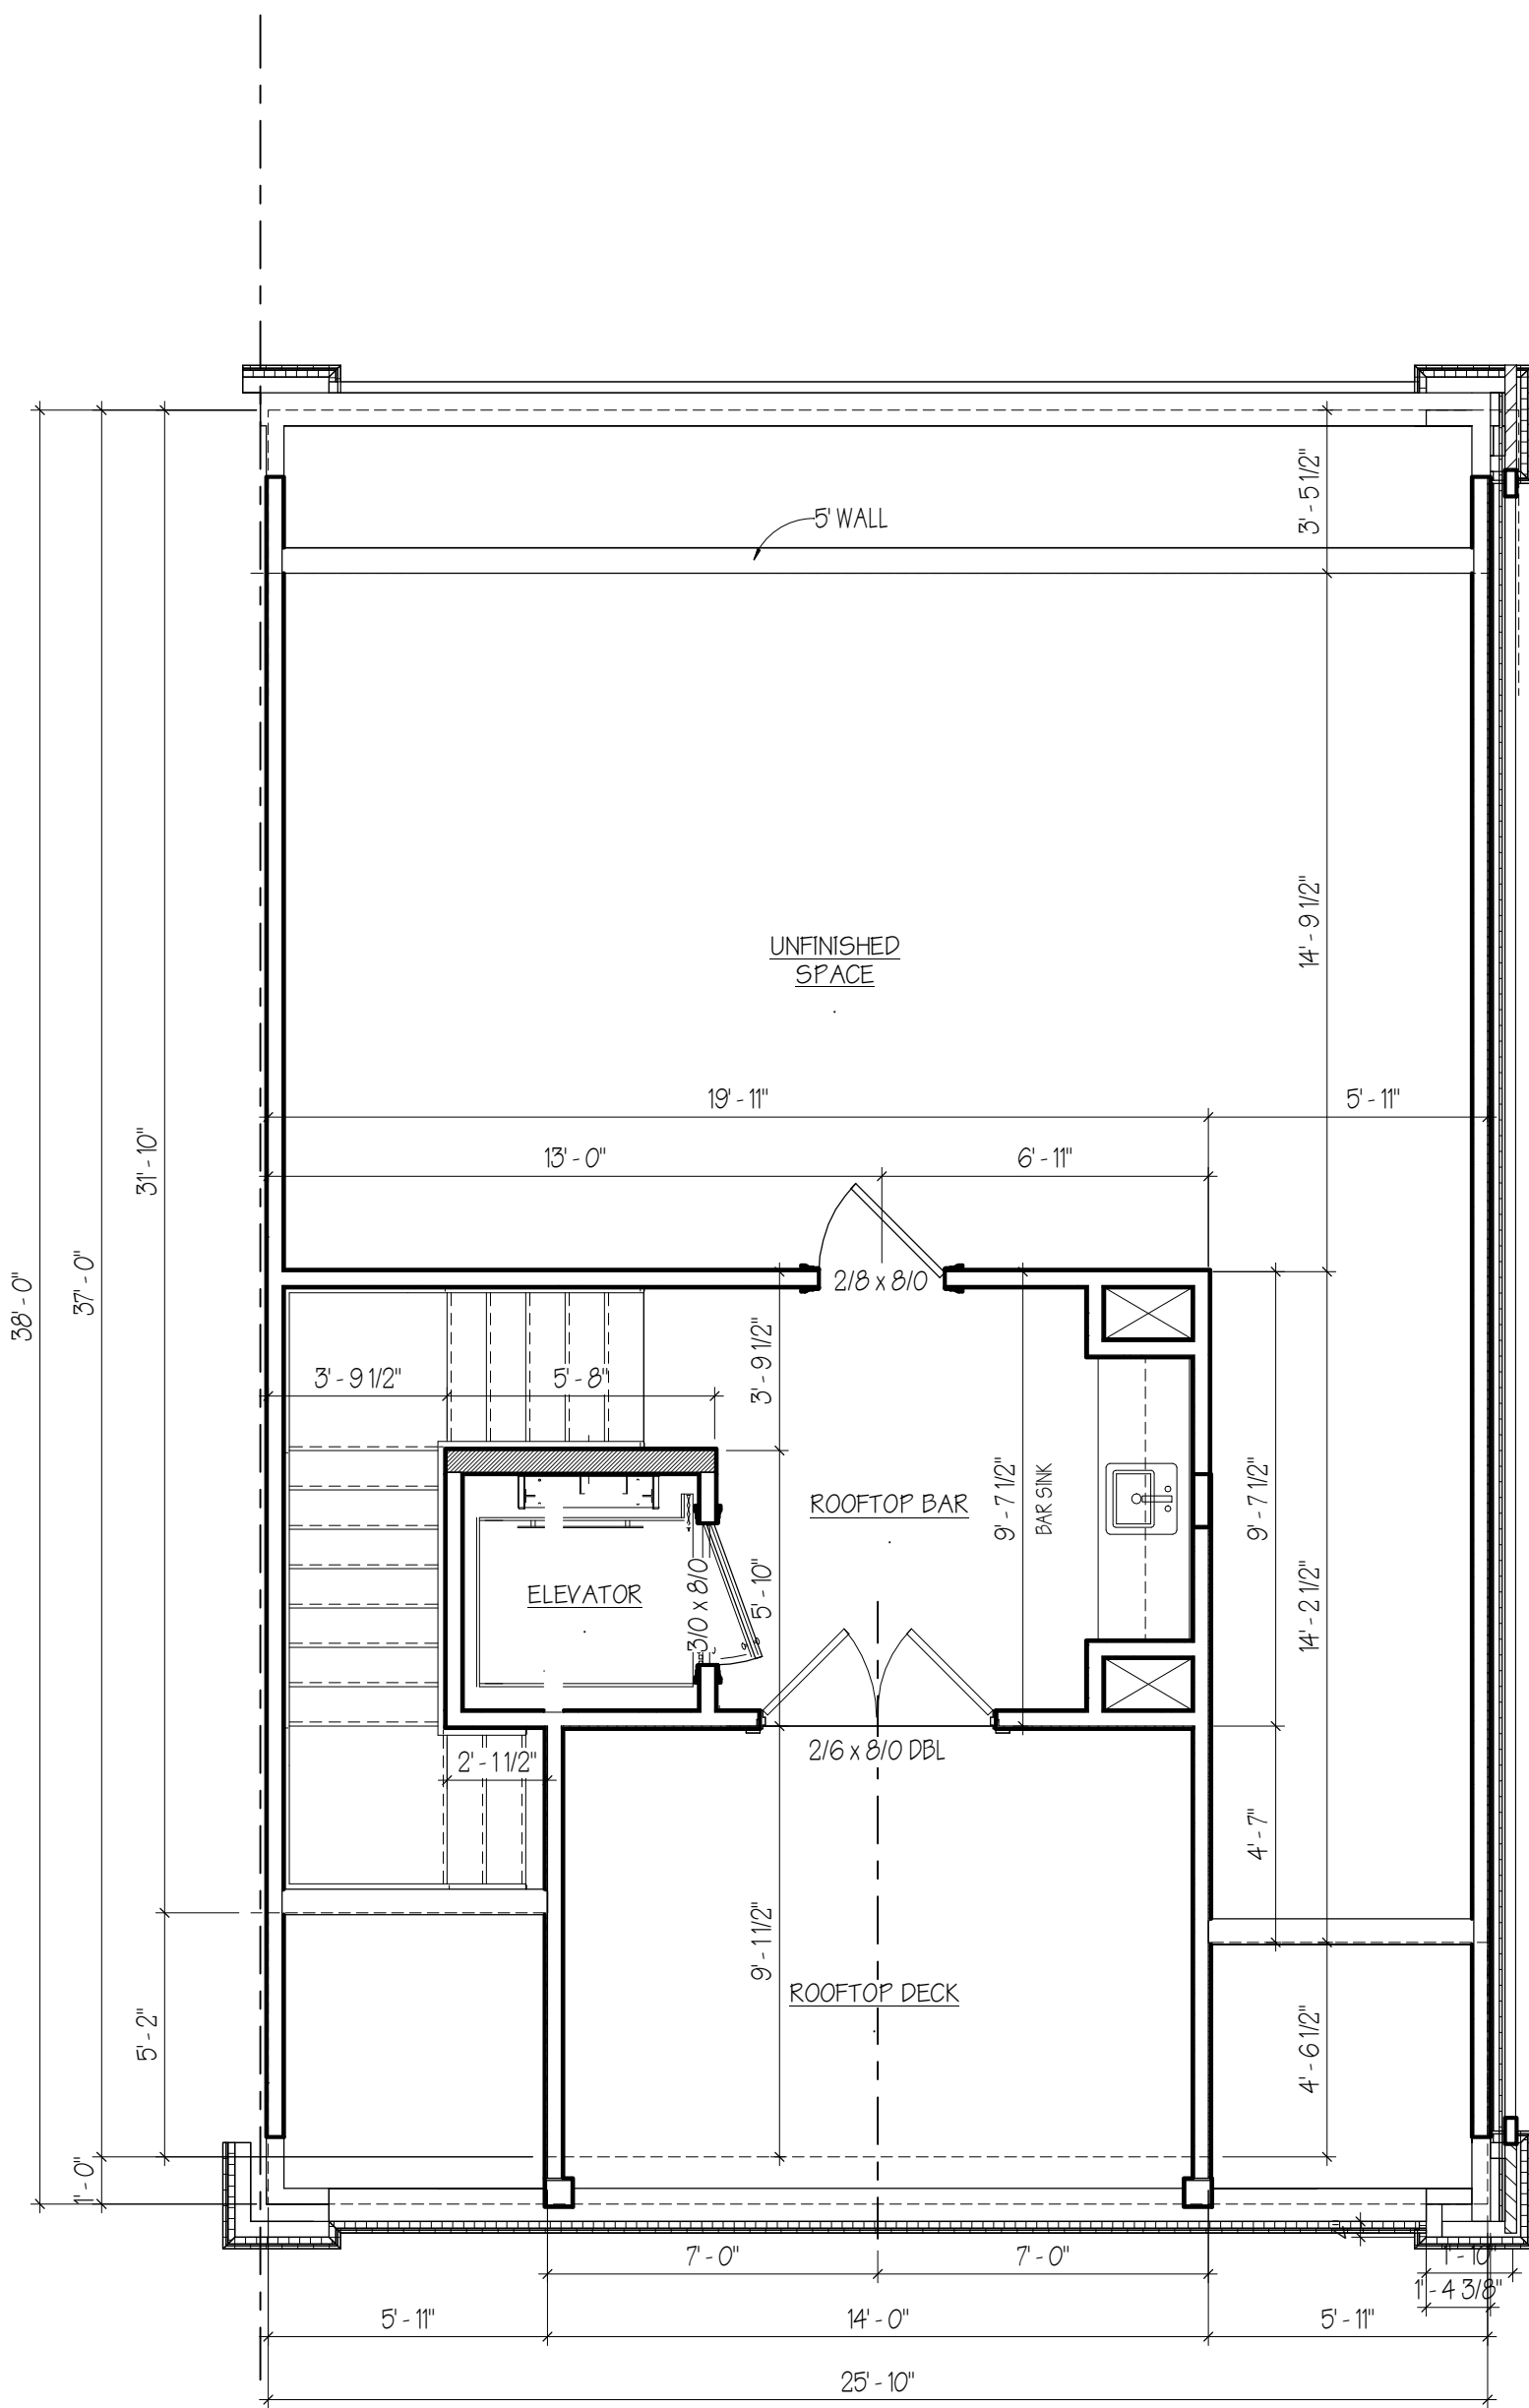 5' WALL
3' - 5 1/2"
UNFINISHED
SPACE
14' - 9 1/2"
19' - 11"
5' - 11"
13' - 0"
6' - 11"
31' - 10"
37' - 0"
38' - 0"
2/8 x 8/0
3' - 9 1/2"
5' - 8"
3' - 9 1/2"
ROOFTOP BAR
9' - 7 1/2"
BAR SINK
9' - 7 1/2"
ELEVATOR
3/0 x 8/0
5' - 10"
14' - 2 1/2"
2/6 x 8/0 DBL
2' - 1 1/2"
4' - 7"
9' - 1 1/2"
ROOFTOP DECK
5' - 2"
4' - 6 1/2"
1' - 0"
7' - 0"
7' - 0"
1' - 10"
1' - 4 3/8"
5' - 11"
14' - 0"
5' - 11"
25' - 10"